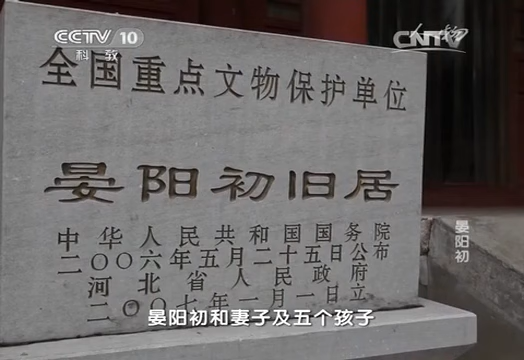 CCTV 10
科教
人物
CNTV
全国重点文物保护单位
晏阳初旧居
中华人民共和国国务院
二〇〇六年五月二十五日公布
河北省人民政府
二〇〇七年一月一日立
晏阳初
晏阳初和妻子及五个孩子